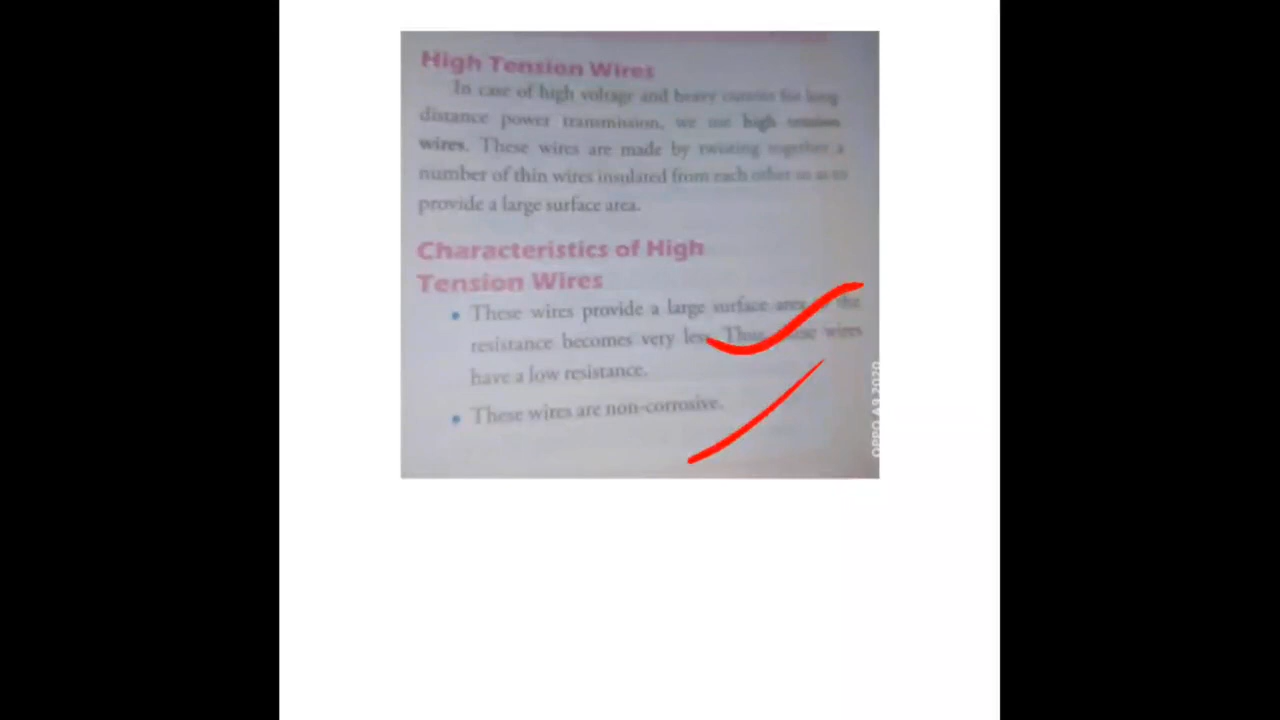 High Tension Wires
In case of high voltage and heavy current for long
distance power transmission, we use high tension
wires. These wires are made by twisting together a
number of thin wires insulated from each other so as to
provide a large surface area.
Characteristics of High
Tension Wires
• These wires provide a large surface area the
resistance becomes very less. Thus these wires
have a low resistance.
• These wires are non-corrosive.
OPPO A9 2020